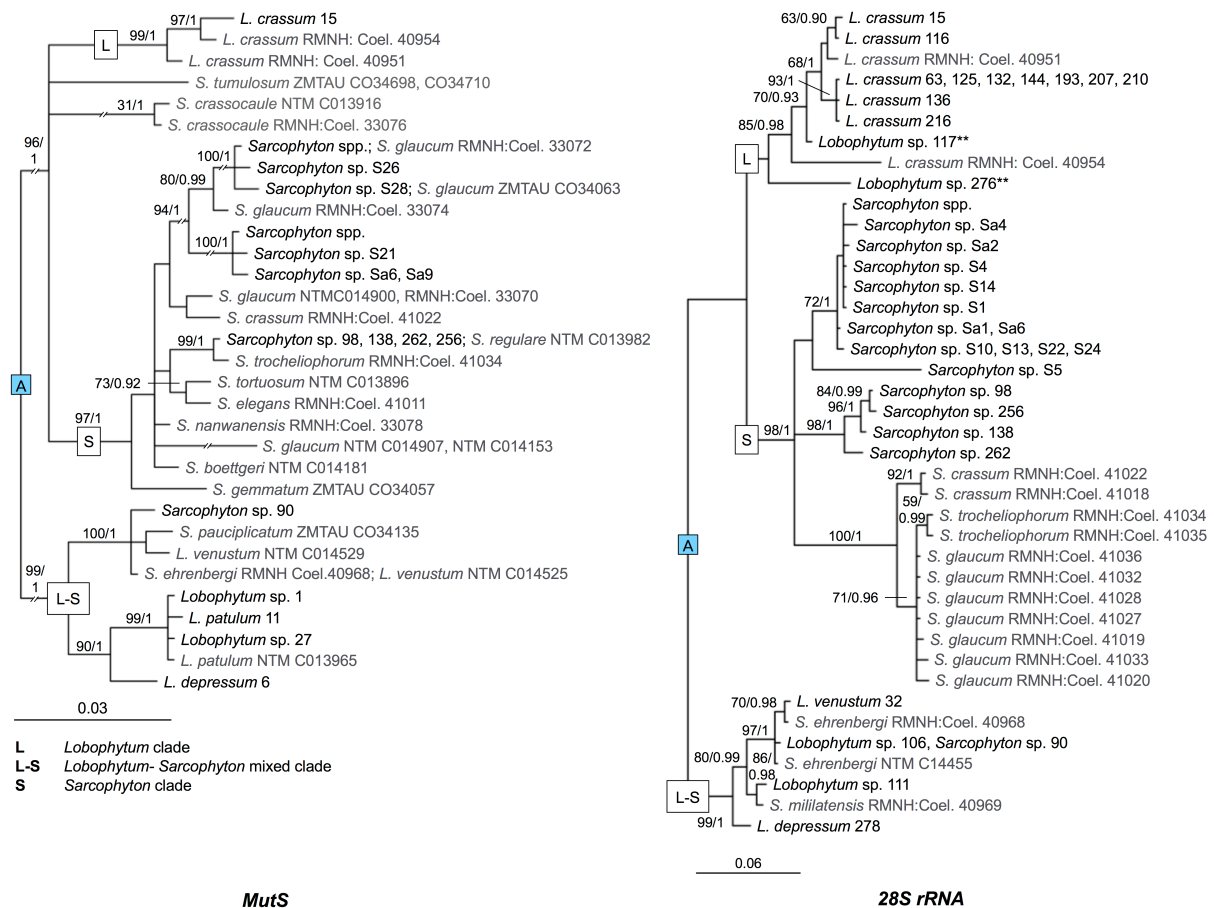 97/1
L. crassum 15
99/1
L
L. crassum RMNH: Coel. 40954
L. crassum RMNH: Coel. 40951
S. tumulosum ZMTAU CO34698, CO34710
31/1
S. crassocaule NTM C013916
S. crassocaule RMNH:Coel. 33076
96/
1
100/1
Sarcophyton spp.; S. glaucum RMNH:Coel. 33072
Sarcophyton sp. S26
80/0.99
Sarcophyton sp. S28; S. glaucum ZMTAU CO34063
94/1
S. glaucum RMNH:Coel. 33074
Sarcophyton spp.
100/1
Sarcophyton sp. S21
Sarcophyton sp. Sa6, Sa9
S. glaucum NTMC014900, RMNH:Coel. 33070
S. crassum RMNH:Coel. 41022
99/1
Sarcophyton sp. 98, 138, 262, 256; S. regulare NTM C013982
S. trocheliophorum RMNH:Coel. 41034
A
73/0.92
S. tortuosum NTM C013896
S. elegans RMNH:Coel. 41011
97/1
S
S. nanwanensis RMNH:Coel. 33078
S. glaucum NTM C014907, NTM C014153
S. boettgeri NTM C014181
S. gemmatum ZMTAU CO34057
Sarcophyton sp. 90
100/1
S. pauciplicatum ZMTAU CO34135
L. venustum NTM C014529
S. ehrenbergi RMNH Coel.40968; L. venustum NTM C014525
99/
1
L-S
Lobophytum sp. 1
99/1
L. patulum 11
Lobophytum sp. 27
90/1
L. patulum NTM C013965
L. depressum 6
0.03
L Lobophytum clade
L-S Lobophytum- Sarcophyton mixed clade
S Sarcophyton clade
MutS
63/0.90
L. crassum 15
L. crassum 116
68/1
L. crassum RMNH: Coel. 40951
93/1
L. crassum 63, 125, 132, 144, 193, 207, 210
70/0.93
L. crassum 136
L. crassum 216
85/0.98
Lobophytum sp. 117**
L
L. crassum RMNH: Coel. 40954
Lobophytum sp. 276**
Sarcophyton spp.
Sarcophyton sp. Sa4
Sarcophyton sp. Sa2
Sarcophyton sp. S4
Sarcophyton sp. S14
72/1
Sarcophyton sp. S1
Sarcophyton sp. Sa1, Sa6
Sarcophyton sp. S10, S13, S22, S24
Sarcophyton sp. S5
84/0.99
Sarcophyton sp. 98
96/1
Sarcophyton sp. 256
98/1
98/1
Sarcophyton sp. 138
S
Sarcophyton sp. 262
92/1
S. crassum RMNH:Coel. 41022
S. crassum RMNH:Coel. 41018
59/
0.99
S. trocheliophorum RMNH:Coel. 41034
S. trocheliophorum RMNH:Coel. 41035
100/1
A
S. glaucum RMNH:Coel. 41036
S. glaucum RMNH:Coel. 41032
71/0.96
S. glaucum RMNH:Coel. 41028
S. glaucum RMNH:Coel. 41027
S. glaucum RMNH:Coel. 41019
S. glaucum RMNH:Coel. 41033
S. glaucum RMNH:Coel. 41020
70/0.98
L. venustum 32
S. ehrenbergi RMNH:Coel. 40968
97/1
Lobophytum sp. 106, Sarcophyton sp. 90
80/0.99
86/
0.98
S. ehrenbergi NTM C14455
Lobophytum sp. 111
L-S
S. mililatensis RMNH:Coel. 40969
99/1
L. depressum 278
0.06
28S rRNA